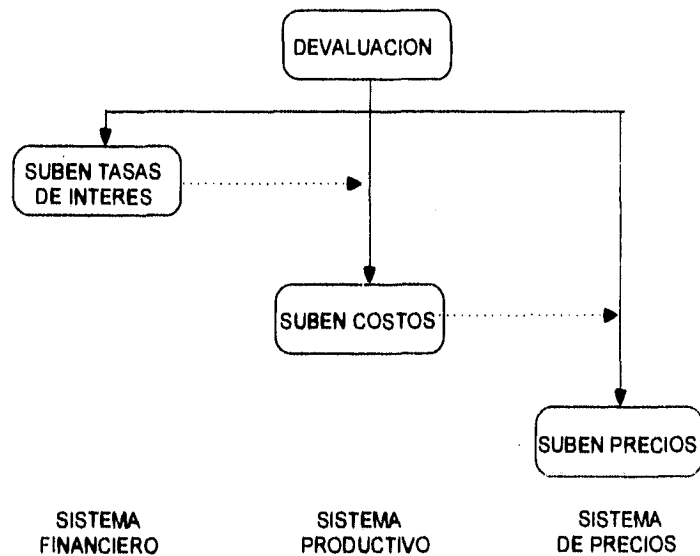 DEVALUACION
SUBEN TASAS
DE INTERES
SUBEN COSTOS
SUBEN PRECIOS
SISTEMA
FINANCIERO
SISTEMA
PRODUCTIVO
SISTEMA
DE PRECIOS